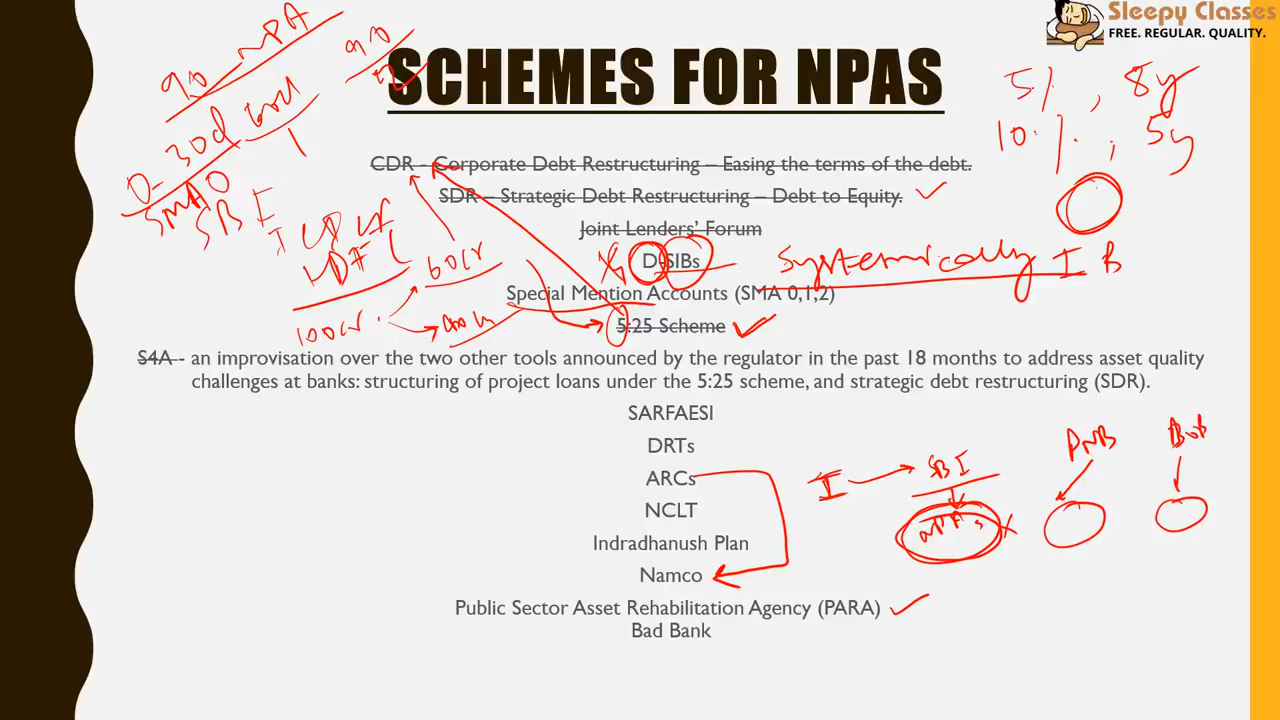 Sleepy Classes
FREE. REGULAR. QUALITY.
SCHEMES FOR NPAS
90 NPA
90
30d
0-
SMA0
SBI
HDFC
100cr.
60cr
5%, 8y
10%, 5y
CDR - Corporate Debt Restructuring – Easing the terms of the debt.
SDR – Strategic Debt Restructuring – Debt to Equity.
Joint Lenders’ Forum
D-SIBs
Systemically I B
Special Mention Accounts (SMA 0,1,2)
5:25 Scheme
S4A - an improvisation over the two other tools announced by the regulator in the past 18 months to address asset quality
challenges at banks: structuring of project loans under the 5:25 scheme, and strategic debt restructuring (SDR).
SARFAESI
DRTs
ARCs
NCLT
Indradhanush Plan
Namco
Public Sector Asset Rehabilitation Agency (PARA)
Bad Bank
I
SBI
PNB
BoB
NPAs